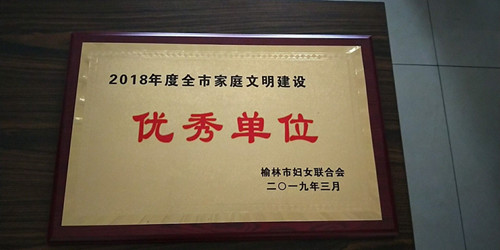 2018年度全市家庭文明建设
优秀单位
榆林市妇女联合会
二〇一九年三月